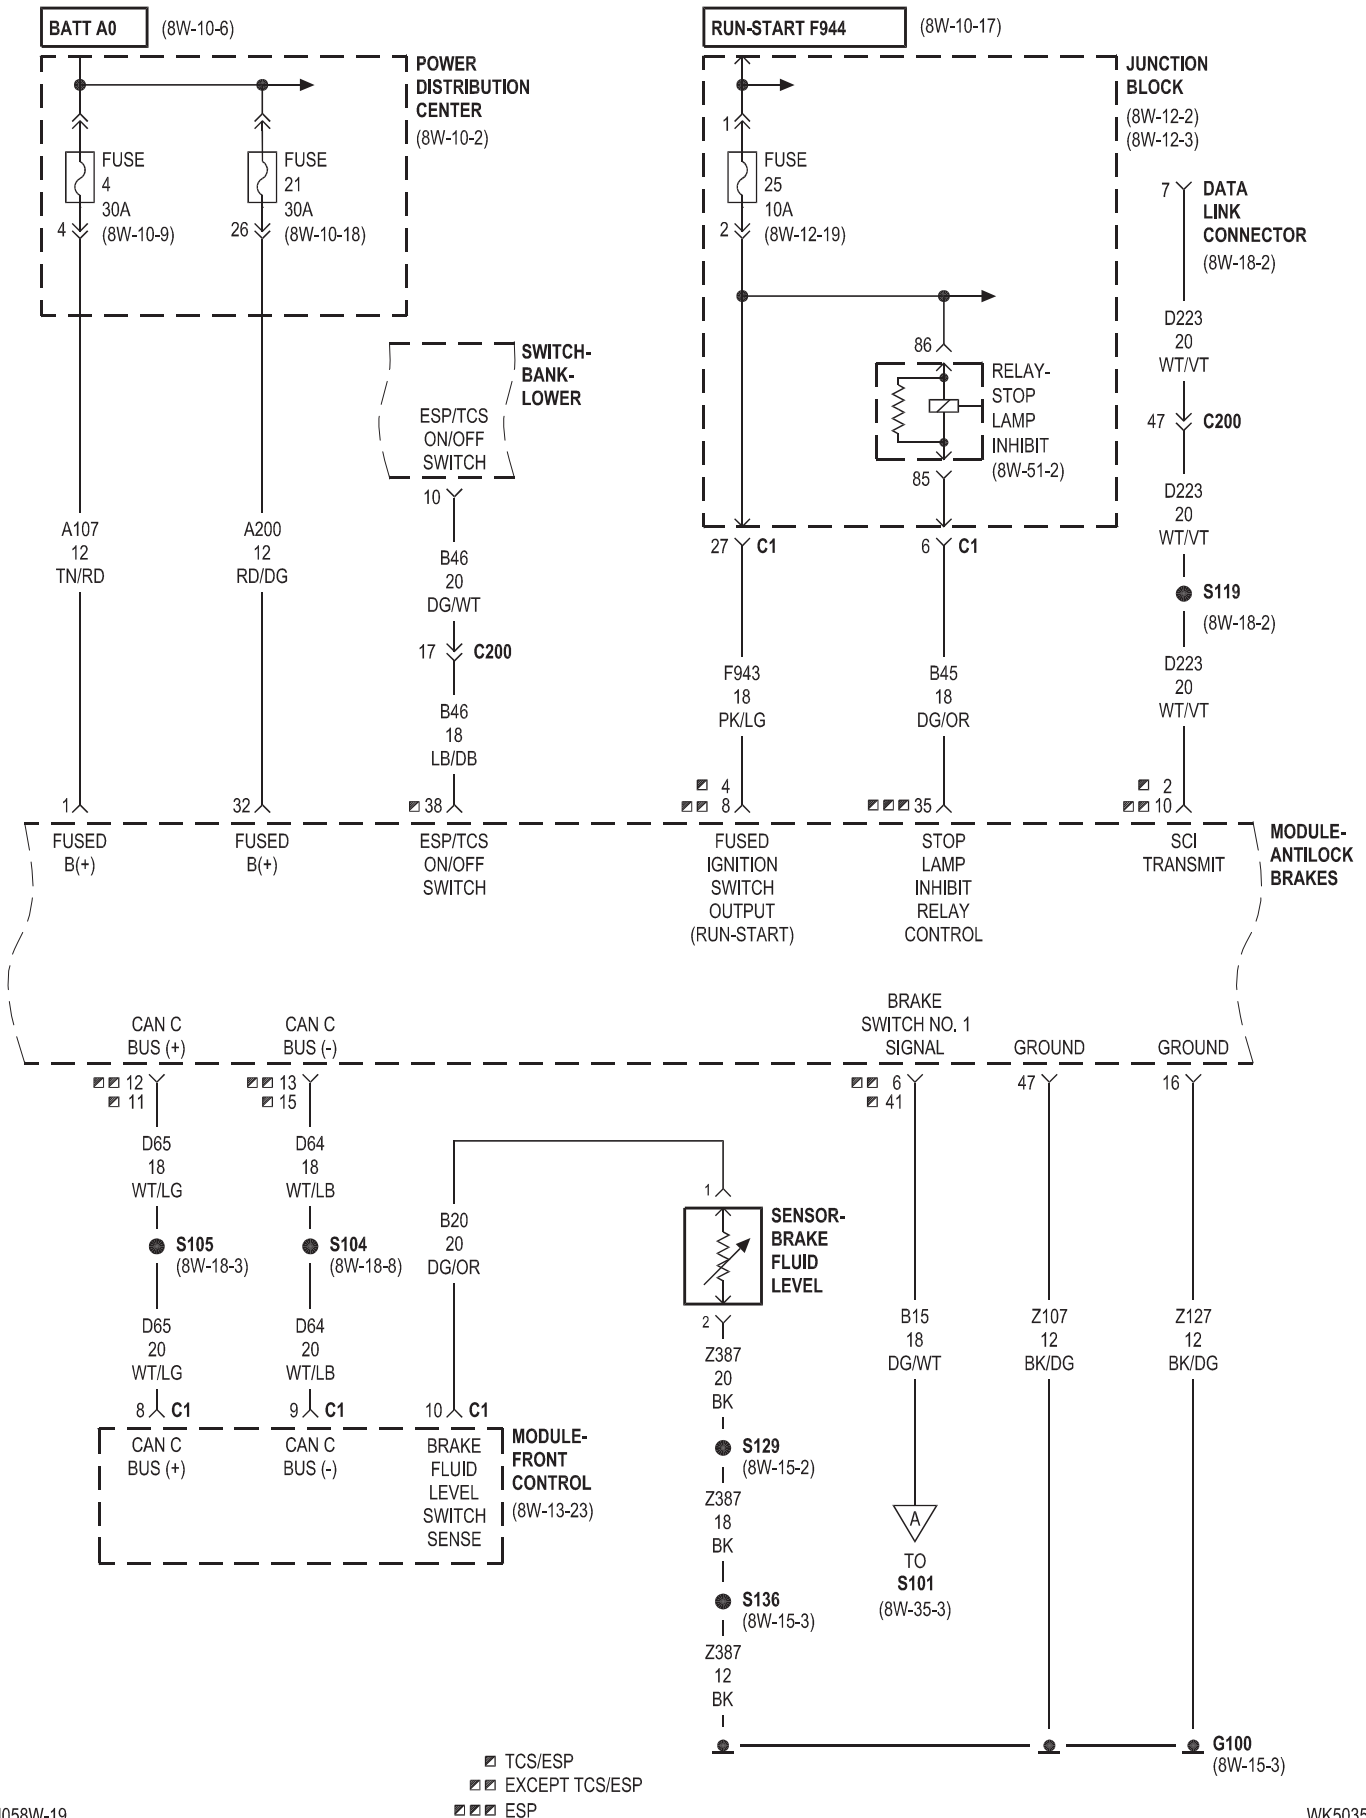 BATT A0 (8W-10-6)
RUN-START F944 (8W-10-17)
POWER
DISTRIBUTION
CENTER
(8W-10-2)
FUSE
4
30A
(8W-10-9)
4
FUSE
21
30A
(8W-10-18)
26
JUNCTION
BLOCK
(8W-12-2)
(8W-12-3)
1
FUSE
25
10A
(8W-12-19)
2
7 DATA
LINK
CONNECTOR
(8W-18-2)
D223
20
WT/VT
47 C200
D223
20
WT/VT
S119
(8W-18-2)
D223
20
WT/VT
86
RELAY-
STOP
LAMP
INHIBIT
(8W-51-2)
85
27 C1
6 C1
SWITCH-
BANK-
LOWER
ESP/TCS
ON/OFF
SWITCH
10
B46
20
DG/WT
17 C200
B46
18
LB/DB
A107
12
TN/RD
A200
12
RD/DG
F943
18
PK/LG
B45
18
DG/OR
1
32
38
4
8
35
2
10
FUSED
B(+)
FUSED
B(+)
ESP/TCS
ON/OFF
SWITCH
FUSED
IGNITION
SWITCH
OUTPUT
(RUN-START)
STOP
LAMP
INHIBIT
RELAY
CONTROL
SCI
TRANSMIT
MODULE-
ANTILOCK
BRAKES
CAN C
BUS (+)
CAN C
BUS (-)
BRAKE
SWITCH NO. 1
SIGNAL
GROUND
GROUND
12
11
13
15
6
41
47
16
D65
18
WT/LG
S105
(8W-18-3)
D65
20
WT/LG
8 C1
D64
18
WT/LB
S104
(8W-18-8)
D64
20
WT/LB
9 C1
B20
20
DG/OR
10 C1
CAN C
BUS (+)
CAN C
BUS (-)
BRAKE
FLUID
LEVEL
SWITCH
SENSE
MODULE-
FRONT
CONTROL
(8W-13-23)
1
SENSOR-
BRAKE
FLUID
LEVEL
2
Z387
20
BK
S129
(8W-15-2)
Z387
18
BK
S136
(8W-15-3)
Z387
12
BK
B15
18
DG/WT
A
TO
S101
(8W-35-3)
Z107
12
BK/DG
Z127
12
BK/DG
G100
(8W-15-3)
TCS/ESP
EXCEPT TCS/ESP
ESP